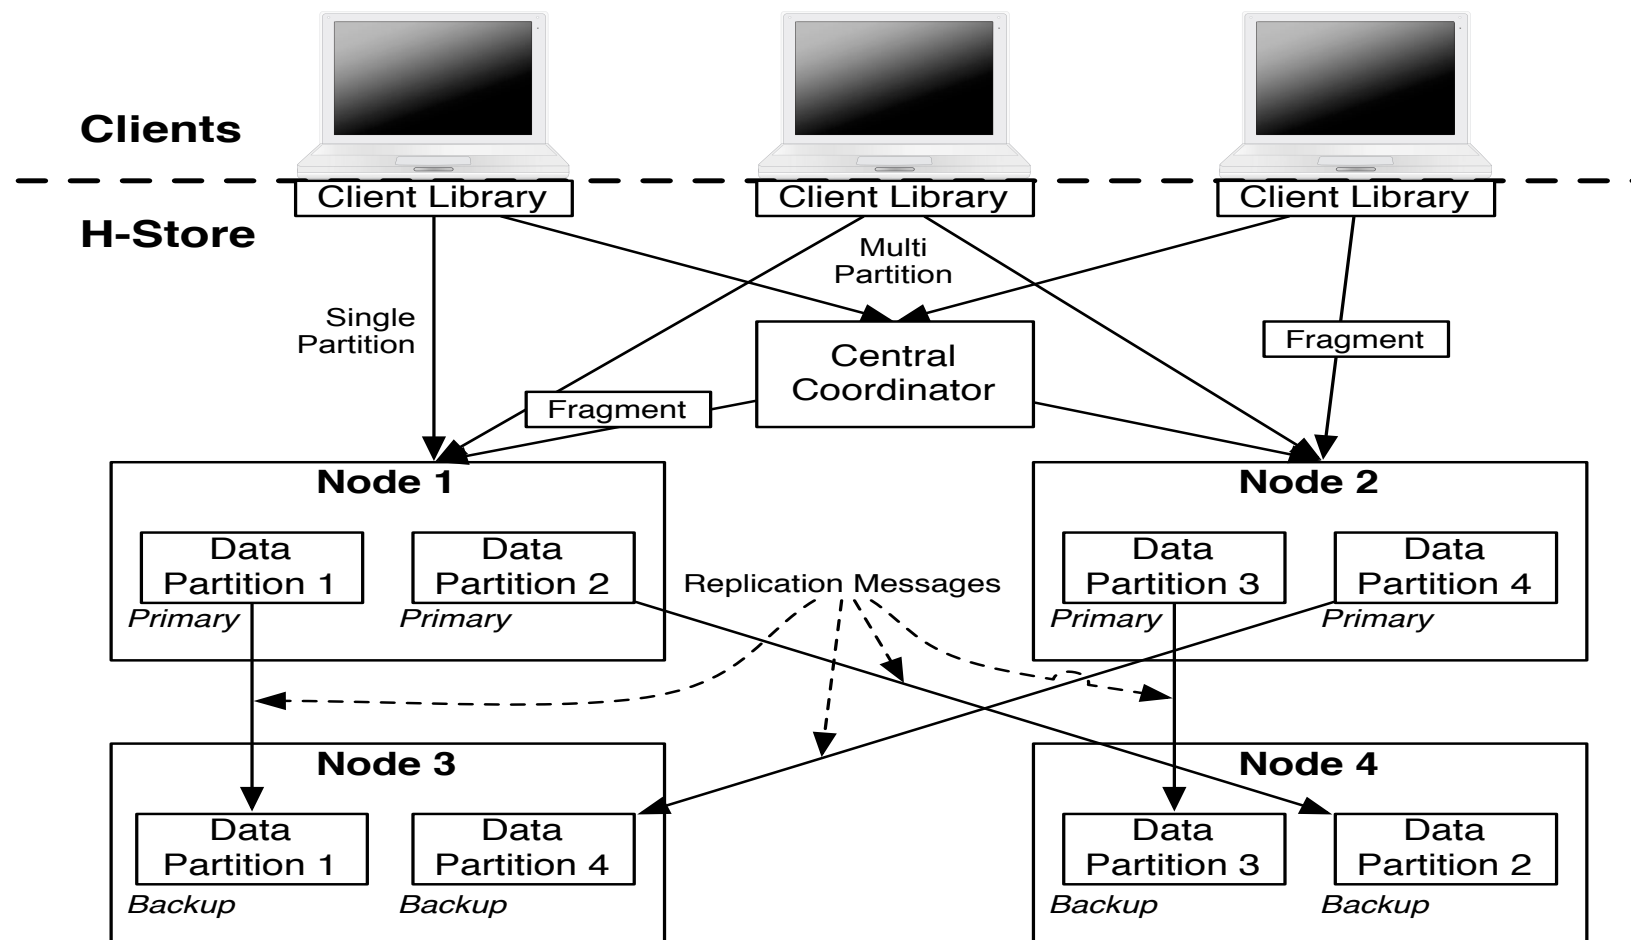 Clients
Client Library
Client Library
Client Library
H-Store
Multi
Partition
Single
Partition
Fragment
Central
Coordinator
Fragment
Node 1
Node 2
Data
Partition 1
Primary
Data
Partition 2
Primary
Replication Messages
Data
Partition 3
Primary
Data
Partition 4
Primary
Node 3
Node 4
Data
Partition 1
Backup
Data
Partition 4
Backup
Data
Partition 3
Backup
Data
Partition 2
Backup